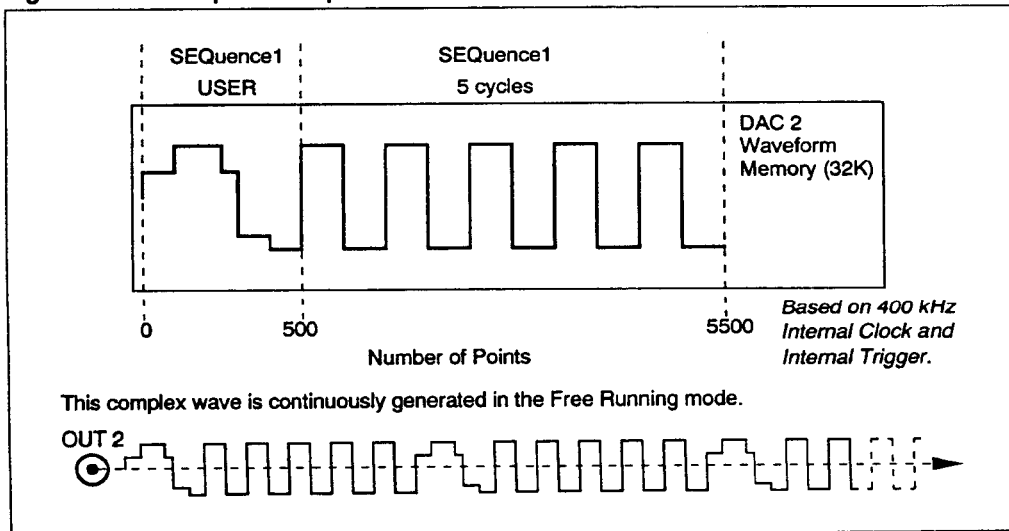 SEQuence1
USER
SEQuence1
5 cycles
DAC 2
Waveform
Memory (32K)
0
500
5500
Number of Points
Based on 400 kHz
Internal Clock and
Internal Trigger.
This complex wave is continuously generated in the Free Running mode.
OUT 2